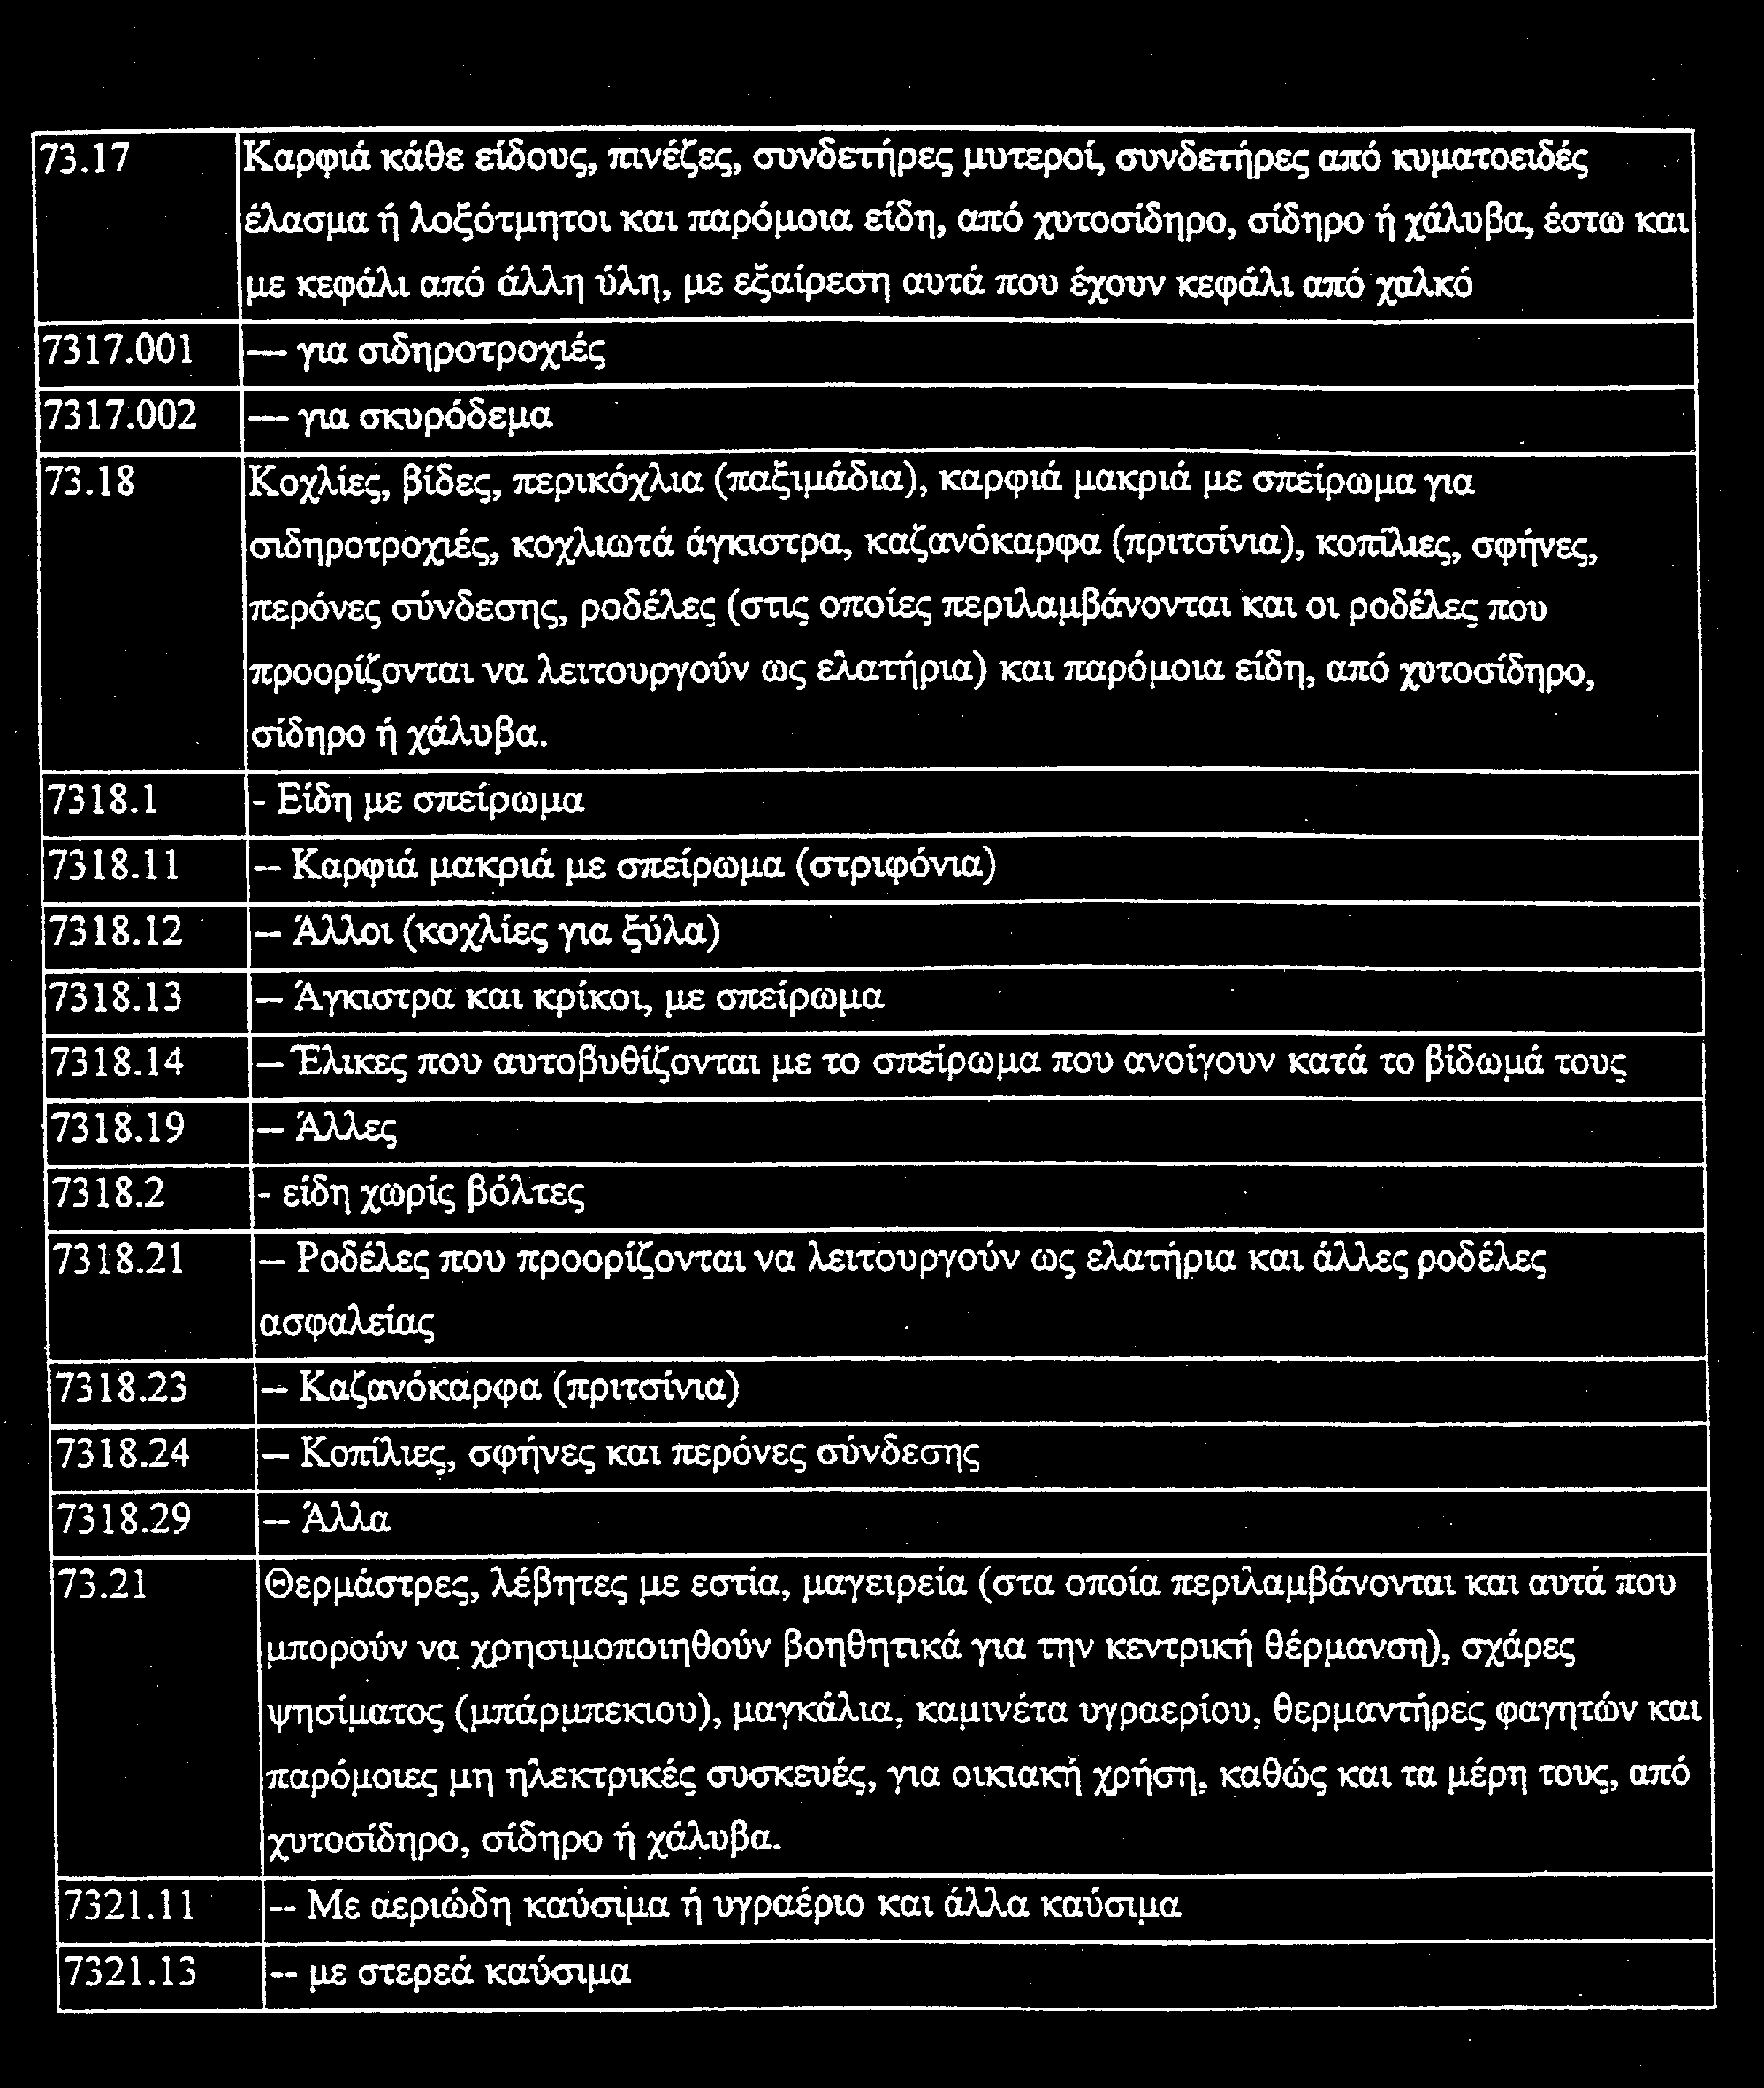 73.17 Καρφιά κάθε είδους, πινέζες, συνδετήρες μυτεροί, συνδετήρες από κυματοειδές
έλασμα ή λοξότμητοι και παρόμοια είδη, από χυτοσίδηρο, σίδηρο ή χάλυβα, έστω και
με κεφάλι από άλλη ύλη, με εξαίρεση αυτά που έχουν κεφάλι από χαλκό
7317.001 — για σιδηροτροχιές
7317.002 — για σκυρόδεμα
73.18 Κοχλίες, βίδες, περικόχλια (παξιμάδια), καρφιά μακριά με σπείρωμα για
σιδηροτροχιές, κοχλιωτά άγκιστρα, καζανόκαρφα (πριτσίνια), κοπίλιες, σφήνες,
περόνες σύνδεσης, ροδέλες (στις οποίες περιλαμβάνονται και οι ροδέλες που
προορίζονται να λειτουργούν ως ελατήρια) και παρόμοια είδη, από χυτοσίδηρο,
σίδηρο ή χάλυβα.
7318.1 - Είδη με σπείρωμα
7318.11 -- Καρφιά μακριά με σπείρωμα (στριφόνια)
7318.12 -- Άλλοι (κοχλίες για ξύλα)
7318.13 -- Άγκιστρα και κρίκοι, με σπείρωμα
7318.14 -- Έλικες που αυτοβυθίζονται με το σπείρωμα που ανοίγουν κατά το βίδωμά τους
7318.19 -- Άλλες
7318.2 - είδη χωρίς βόλτες
7318.21 -- Ροδέλες που προορίζονται να λειτουργούν ως ελατήρια και άλλες ροδέλες
ασφαλείας
7318.23 -- Καζανόκαρφα (πριτσίνια)
7318.24 -- Κοπίλιες, σφήνες και περόνες σύνδεσης
7318.29 -- Άλλα
73.21 Θερμάστρες, λέβητες με εστία, μαγειρεία (στα οποία περιλαμβάνονται και αυτά που
μπορούν να χρησιμοποιηθούν βοηθητικά για την κεντρική θέρμανση), σχάρες
ψησίματος (μπάρμπεκιου), μαγκάλια, καμινέτα υγραερίου, θερμαντήρες φαγητών και
παρόμοιες μη ηλεκτρικές συσκευές, για οικιακή χρήση, καθώς και τα μέρη τους, από
χυτοσίδηρο, σίδηρο ή χάλυβα.
7321.11 -- Με αεριώδη καύσιμα ή υγραέριο και άλλα καύσιμα
7321.13 -- με στερεά καύσιμα